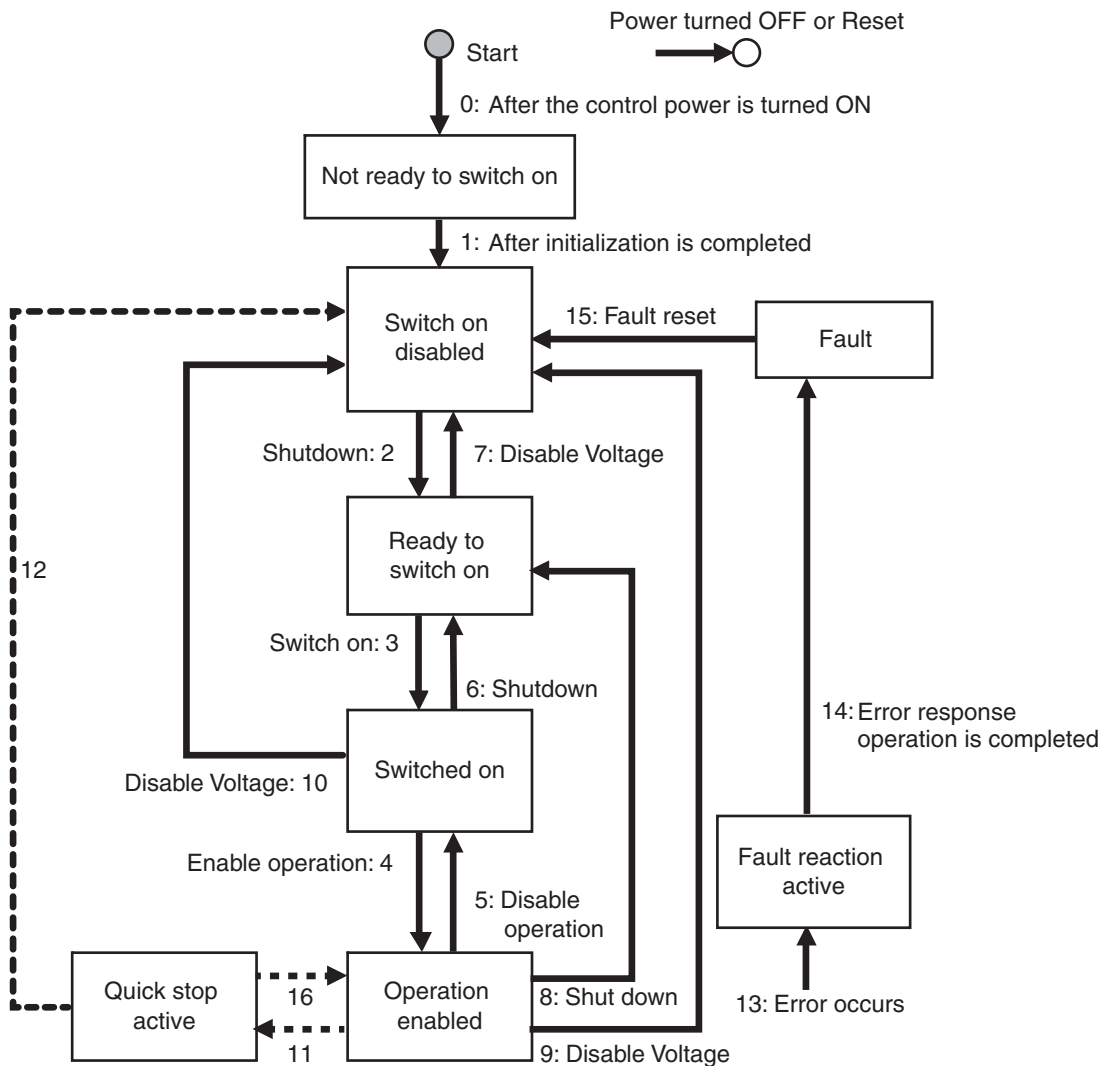 Power turned OFF or Reset
Start
0: After the control power is turned ON
Not ready to switch on
1: After initialization is completed
Switch on
disabled
15: Fault reset
Fault
Shutdown: 2
7: Disable Voltage
Ready to
switch on
12
Switch on: 3
6: Shutdown
14: Error response
operation is completed
Switched on
Disable Voltage: 10
Enable operation: 4
5: Disable
operation
Fault reaction
active
Quick stop
active
16
11
Operation
enabled
8: Shut down
9: Disable Voltage
13: Error occurs